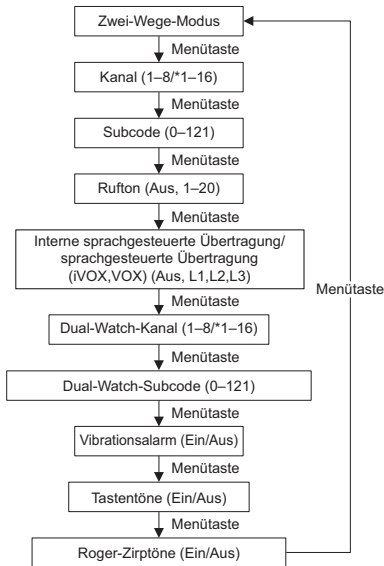 Zwei-Wege-Modus
Menütaste
Kanal (1–8/*1–16)
Menütaste
Subcode (0–121)
Menütaste
Rufton (Aus, 1–20)
Menütaste
Interne sprachgesteuerte Übertragung/
sprachgesteuerte Übertragung
(iVOX,VOX) (Aus, L1,L2,L3)
Menütaste
Menütaste
Dual-Watch-Kanal (1–8/*1–16)
Menütaste
Dual-Watch-Subcode (0–121)
Menütaste
Vibrationsalarm (Ein/Aus)
Menütaste
Tastentöne (Ein/Aus)
Menütaste
Roger-Zirptöne (Ein/Aus)